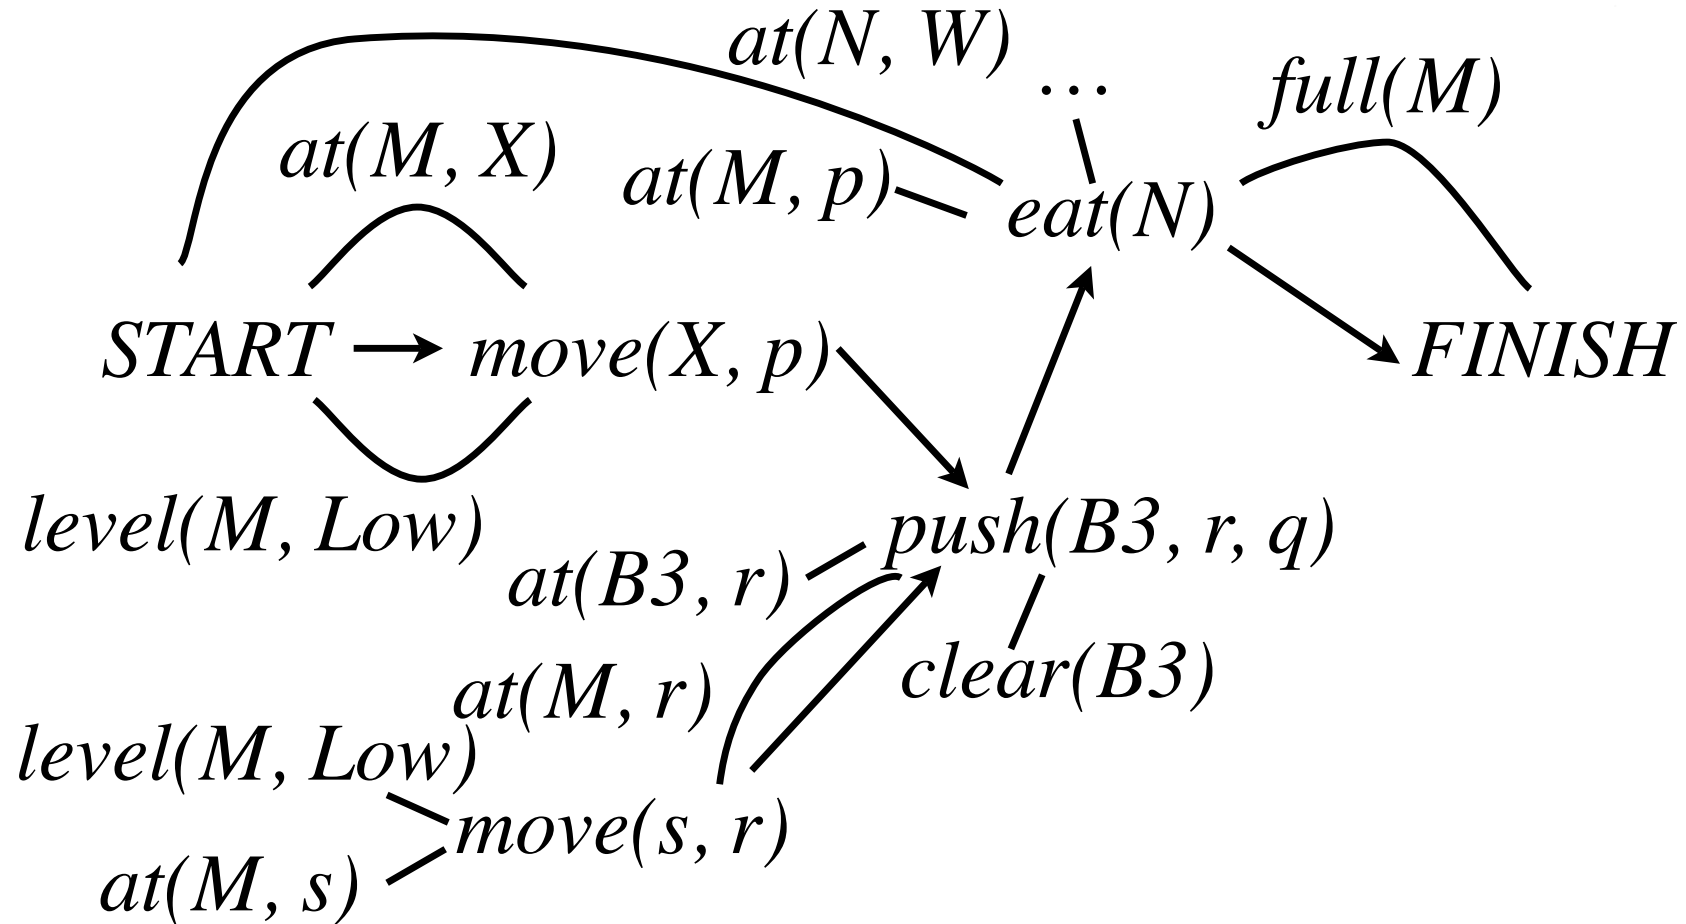 at(N, W)
...
full(M)
at(M, X)
at(M, p)
eat(N)
START
move(X, p)
FINISH
level(M, Low)
push(B3, r, q)
at(B3, r)
at(M, r)
clear(B3)
level(M, Low)
move(s, r)
at(M, s)